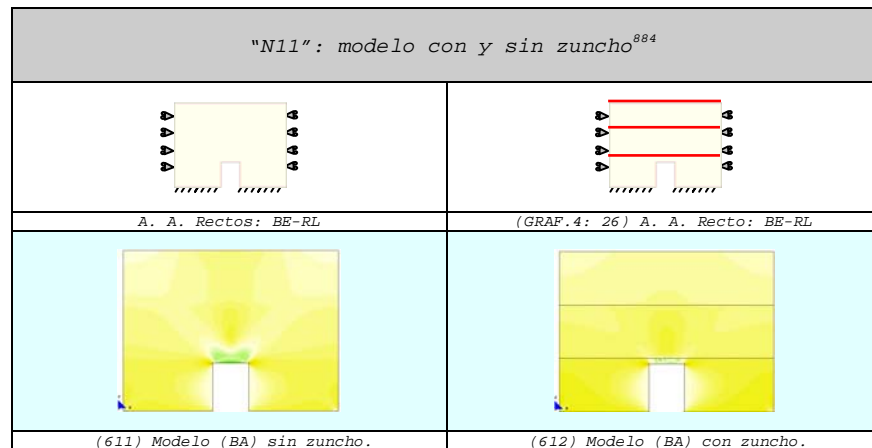 "N11": modelo con y sin zuncho884
A. A. Rectos: BE-RL
(GRAF.4: 26) A. A. Recto: BE-RL
(611) Modelo (BA) sin zuncho.
(612) Modelo (BA) con zuncho.